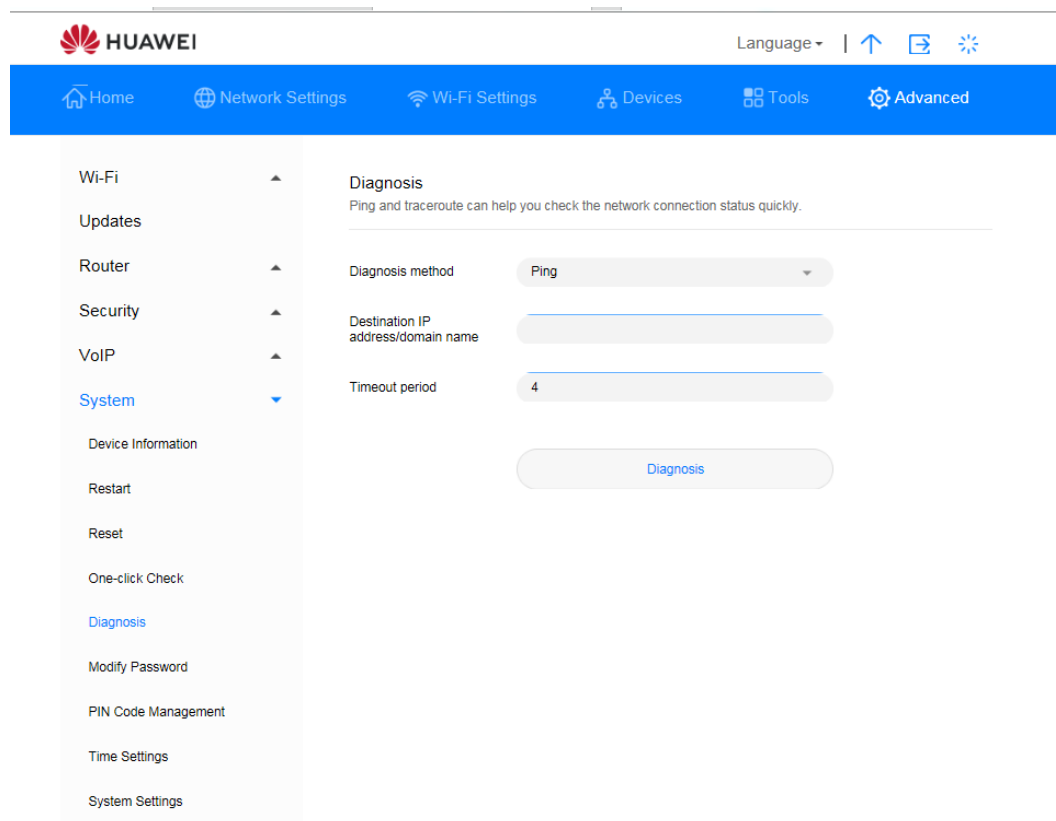 HUAWEI
Language
Home Network Settings Wi-Fi Settings Devices Tools Advanced
Wi-Fi
Updates
Router
Security
VoIP
System
Device Information
Restart
Reset
One-click Check
Diagnosis
Modify Password
PIN Code Management
Time Settings
System Settings
Diagnosis
Ping and traceroute can help you check the network connection status quickly.
Diagnosis method Ping
Destination IP
address/domain name
Timeout period 4
Diagnosis